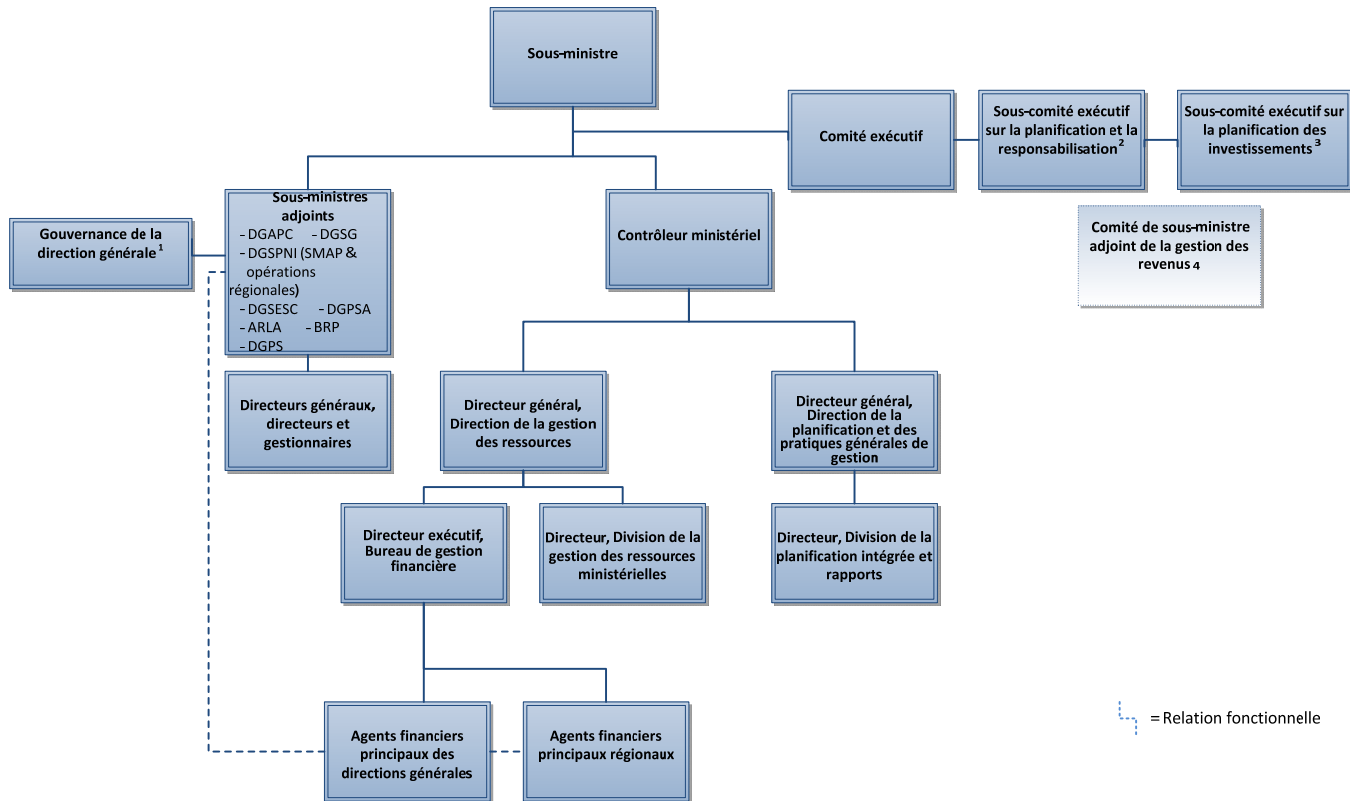 Sous-ministre
Comité exécutif
Sous-comité exécutif
sur la planification et la
responsabilisation ²
Sous-comité exécutif sur
la planification des
investissements ³
Comité de sous-ministre
adjoint de la gestion des
revenus 4
Gouvernance de la
direction générale ¹
Sous-ministres
adjoints
- DGAPC - DGSG
- DGSPNI (SMAP &
opérations
régionales)
- DGSESC - DGPSA
- ARLA - BRP
- DGPS
Contrôleur ministériel
Directeurs généraux,
directeurs et
gestionnaires
Directeur général,
Direction de la gestion
des ressources
Directeur général,
Direction de la
planification et des
pratiques générales de
gestion
Directeur exécutif,
Bureau de gestion
financière
Directeur, Division de la
gestion des ressources
ministérielles
Directeur, Division de la
planification intégrée et
rapports
Agents financiers
principaux des
directions générales
Agents financiers
principaux régionaux
= Relation fonctionnelle